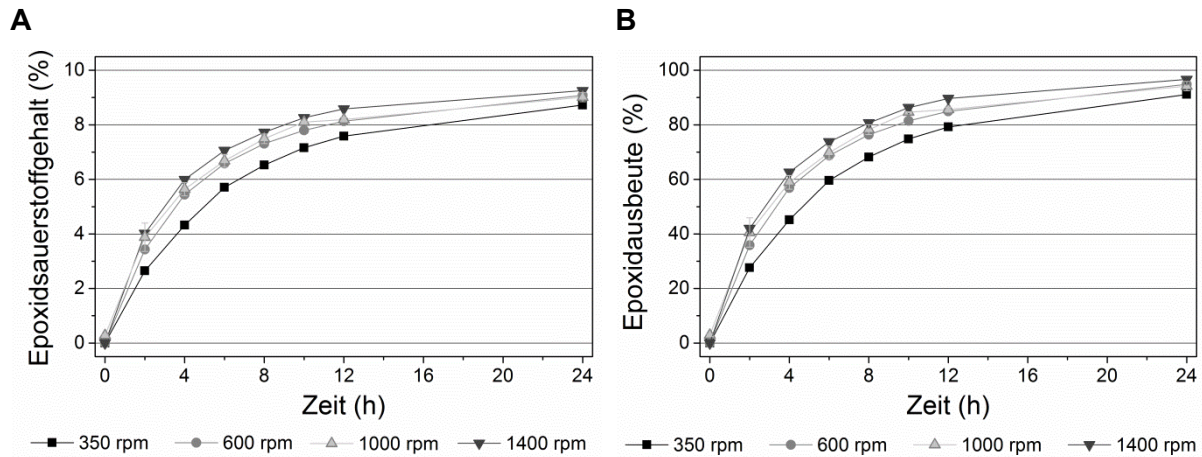 A
Epoxidsauerstoffgehalt (%)
10
8
6
4
2
0
0 4 8 12 16 20 24
Zeit (h)
350 rpm 600 rpm 1000 rpm 1400 rpm
B
Epoxidausbeute (%)
100
80
60
40
20
0
0 4 8 12 16 20 24
Zeit (h)
350 rpm 600 rpm 1000 rpm 1400 rpm